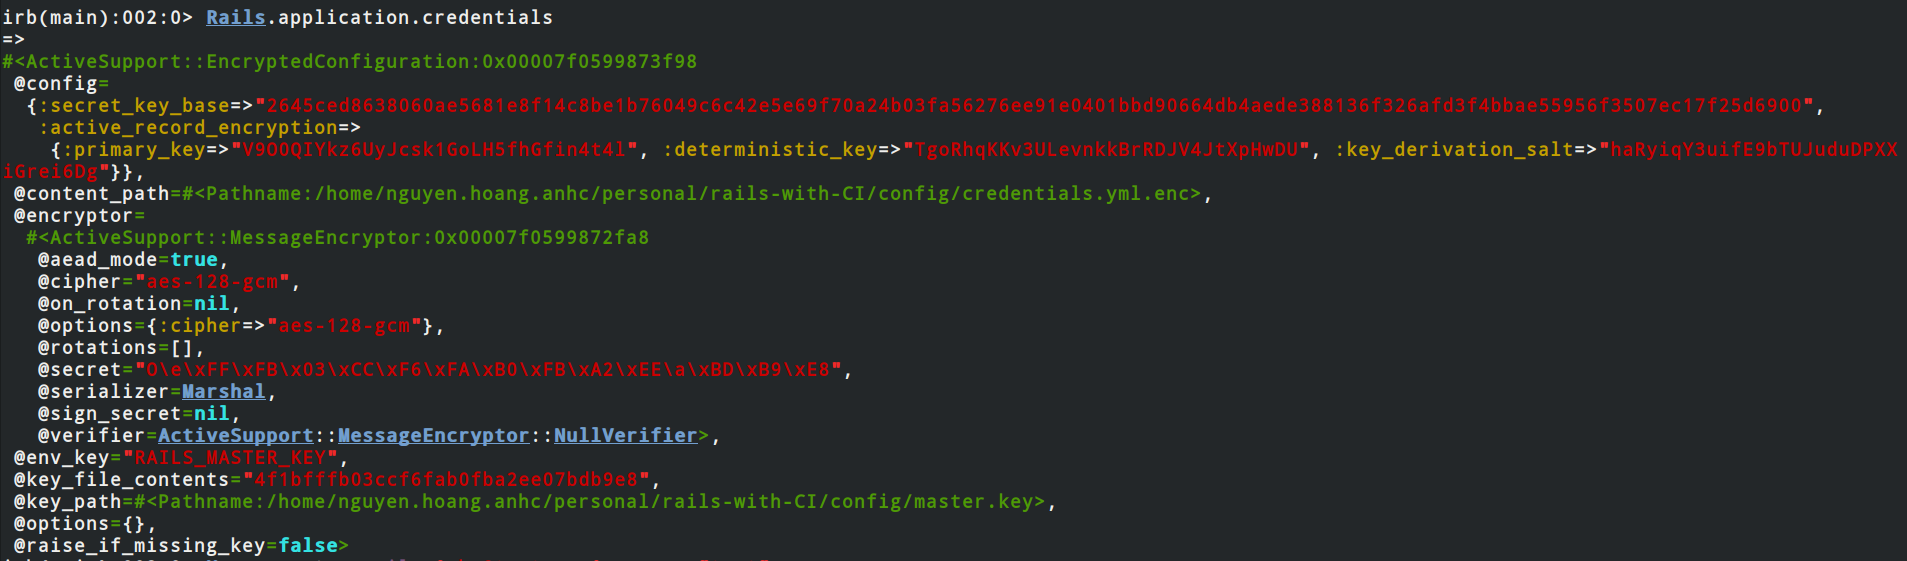 irb(main):002:0> Rails.application.credentials
=>
#<ActiveSupport::EncryptedConfiguration:0x00007f0599873f98
@config=
{:secret_key_base=>"2645ced8638060ae5681e8f14c8be1b76049c6c42e5e69f70a24b03fa56276ee91e0401bbd90664db4aede388136f326afd3f4bbae55956f3507ec17f25d6900",
:active_record_encryption=>
{:primary_key=>"V9O0QIYkz6UyJcsk1GoLH5fhGfin4t4l", :deterministic_key=>"TgoRhqKKv3ULevnkkBrRDJV4JtXpHwDU", :key_derivation_salt=>"haRyiqY3uifE9bTUJuduDPXX
iGrei6Dg"}},
@content_path=#<Pathname:/home/nguyen.hoang.anhc/personal/rails-with-CI/config/credentials.yml.enc>,
@encryptor=
#<ActiveSupport::MessageEncryptor:0x00007f0599872fa8
@aead_mode=true,
@cipher="aes-128-gcm",
@on_rotation=nil,
@options={:cipher=>"aes-128-gcm"},
@rotations=[],
@secret="O\e\xFF\xFB\x03\xCC\xF6\xFA\xB0\xFB\xA2\xEE\a\xBD\xB9\xE8",
@serializer=Marshal,
@sign_secret=nil,
@verifier=ActiveSupport::MessageEncryptor::NullVerifier>,
@env_key="RAILS_MASTER_KEY",
@key_file_contents="4f1bfffb03ccf6fab0fba2ee07bdb9e8",
@key_path=#<Pathname:/home/nguyen.hoang.anhc/personal/rails-with-CI/config/master.key>,
@options={},
@raise_if_missing_key=false>